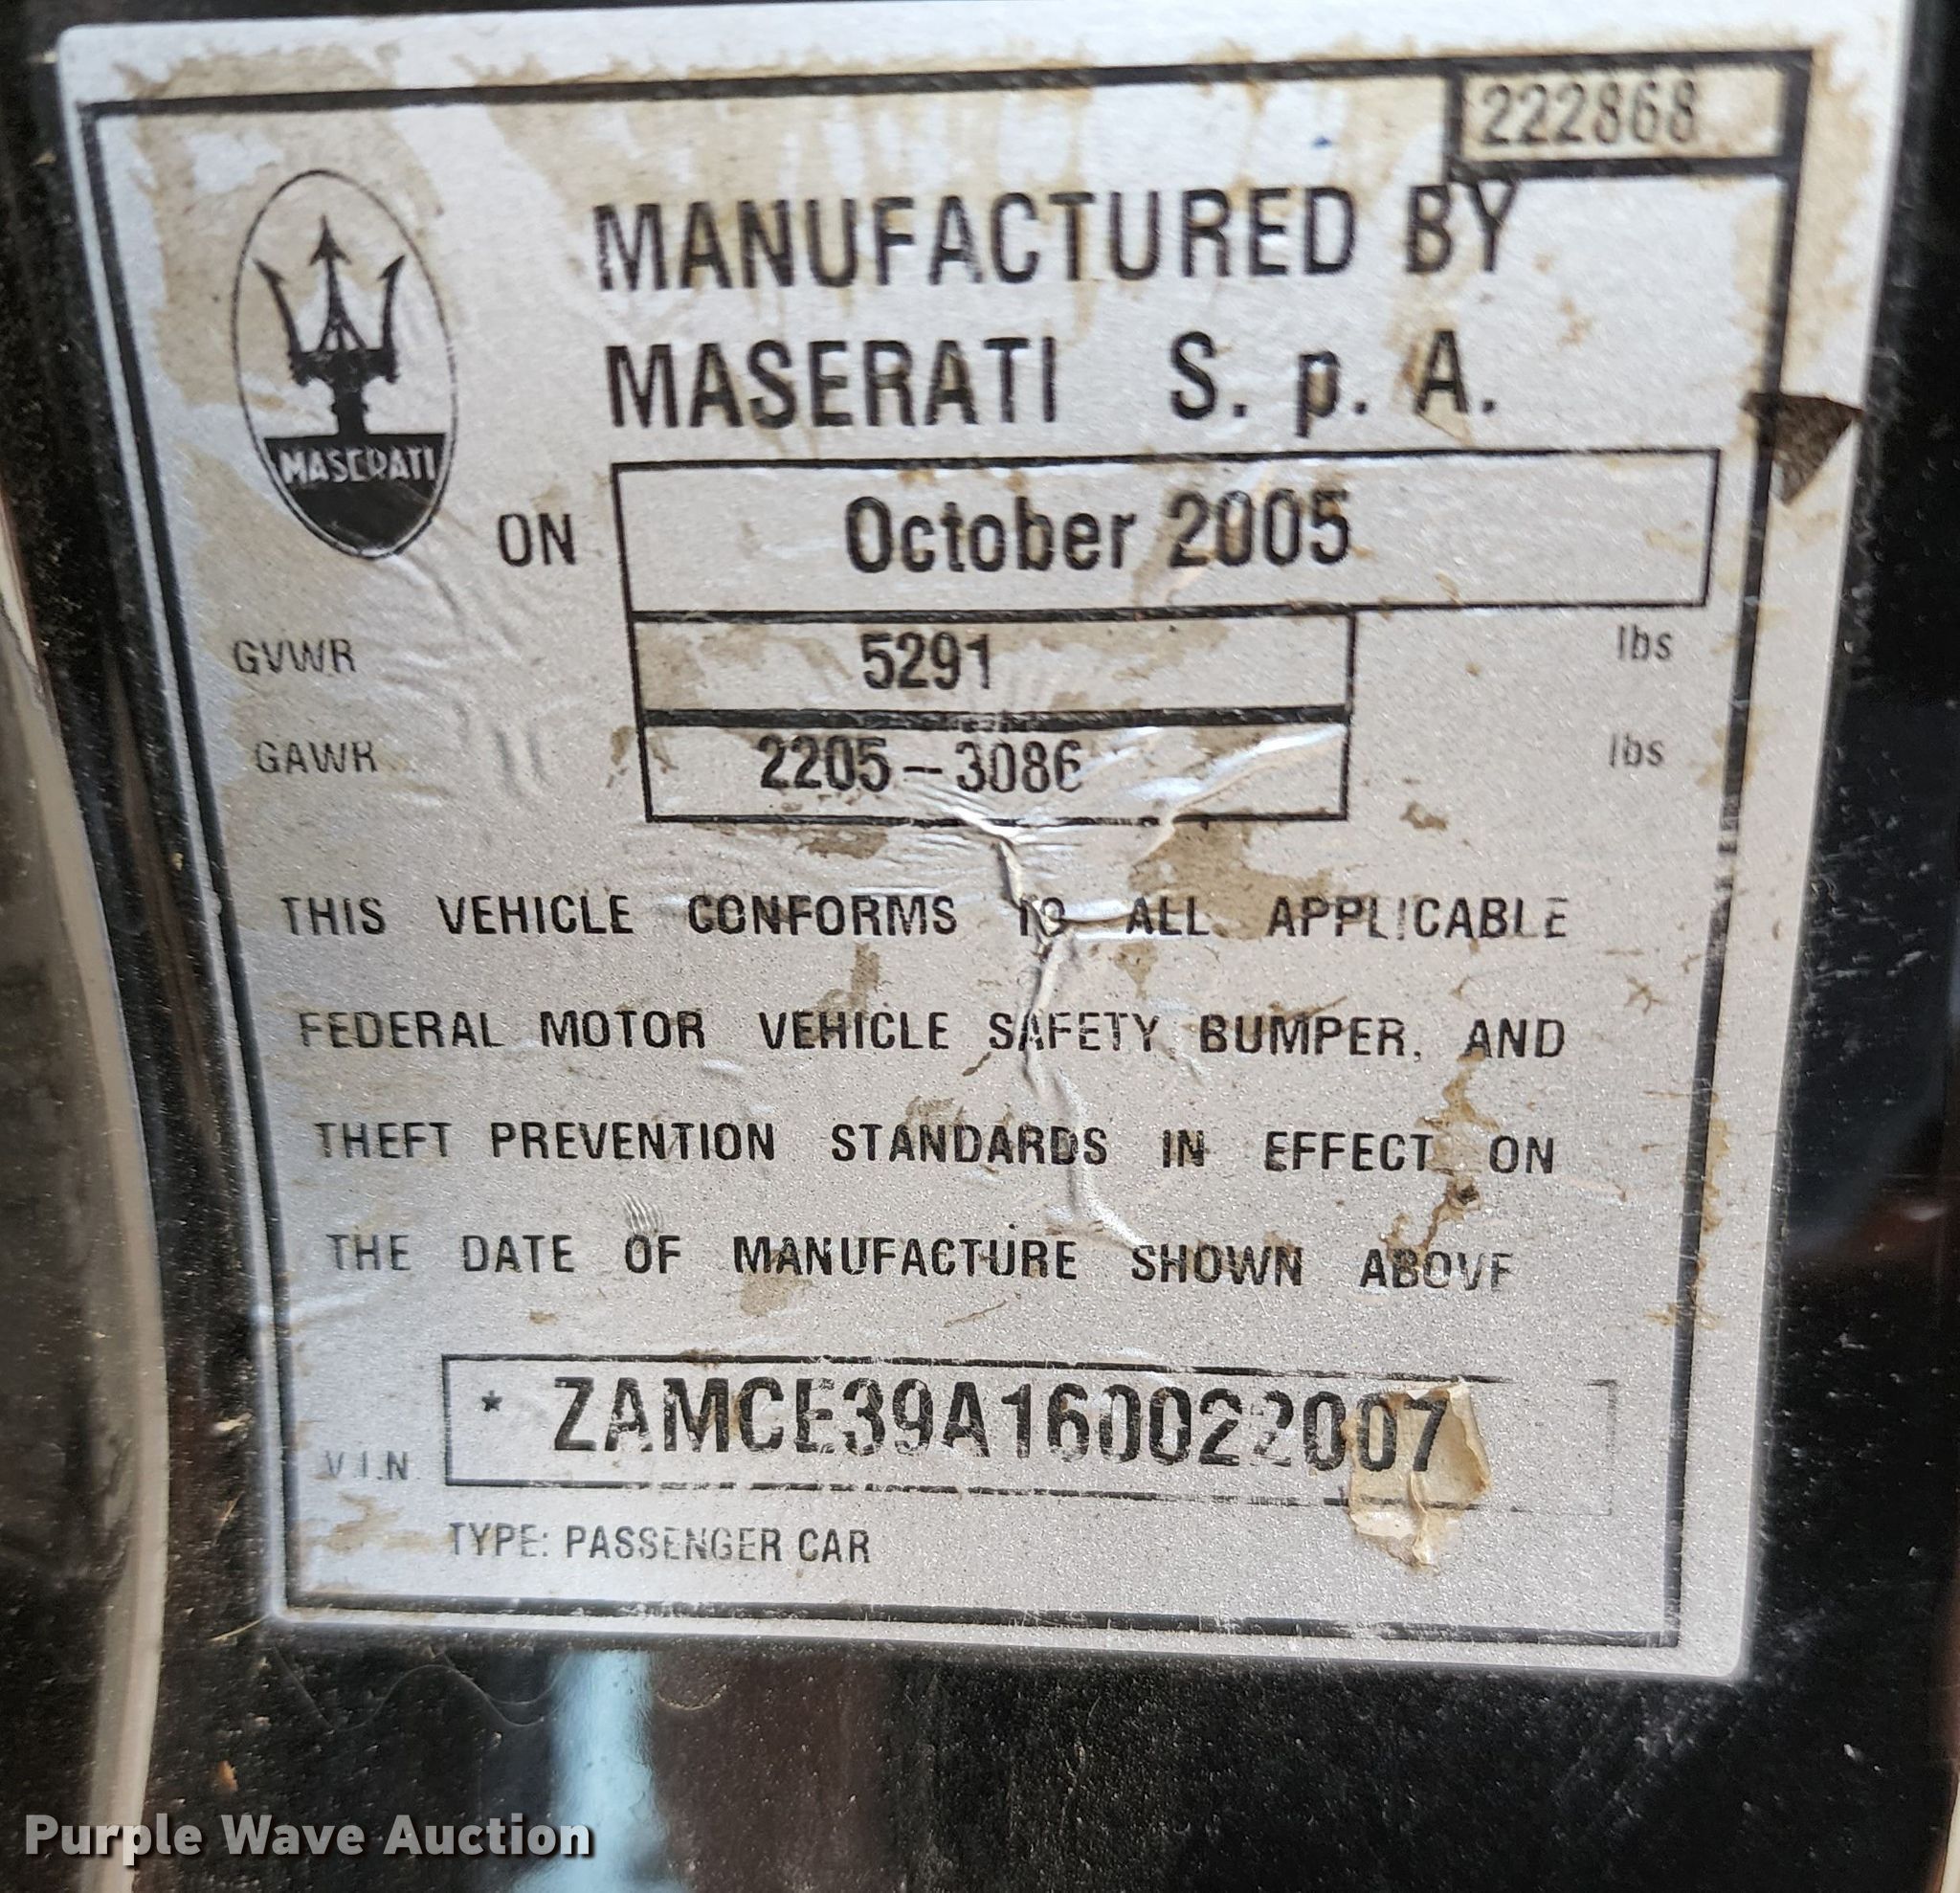 222868
MANUFACTURED BY
MASERATI S. p. A.
MASERATI
ON October 2005
GVWR 5291 lbs
GAWR 2205-3086 lbs
THIS VEHICLE CONFORMS TO ALL APPLICABLE
FEDERAL MOTOR VEHICLE SAFETY, BUMPER, AND
THEFT PREVENTION STANDARDS IN EFFECT ON
THE DATE OF MANUFACTURE SHOWN ABOVE
V.I.N. * ZAMCE39A160022007
TYPE: PASSENGER CAR
Purple Wave Auction